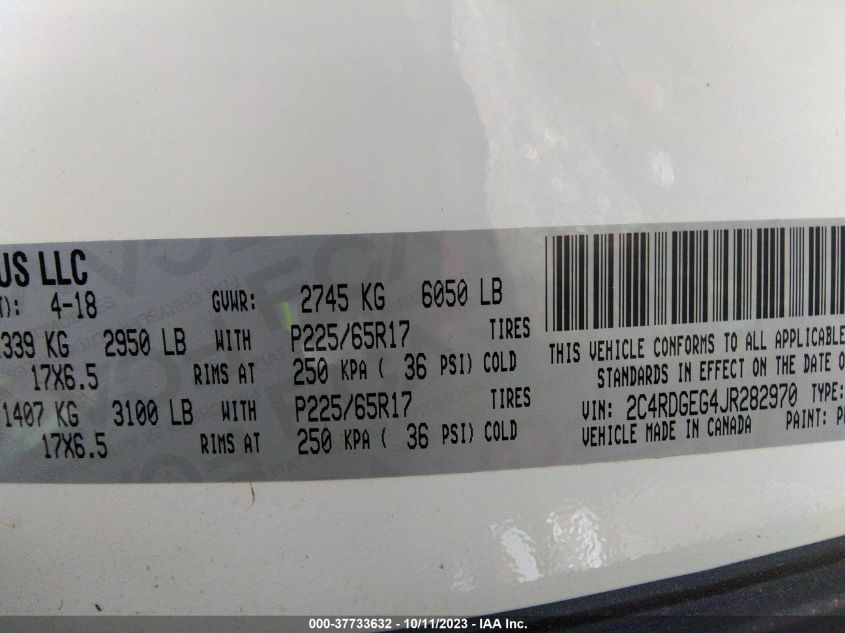 US LLC
T): 4-18 GVWR: 2745 KG 6050 LB
1339 KG 2950 LB WITH P225/65R17 TIRES
17X6.5 RIMS AT 250 KPA ( 36 PSI) COLD
1407 KG 3100 LB WITH P225/65R17 TIRES
17X6.5 RIMS AT 250 KPA ( 36 PSI) COLD
THIS VEHICLE CONFORMS TO ALL APPLICABLE
STANDARDS IN EFFECT ON THE DATE O
VIN: 2C4RDGEG4JR282970 TYPE:
VEHICLE MADE IN CANADA PAINT: P
000-37733632 - 10/11/2023 - IAA Inc.